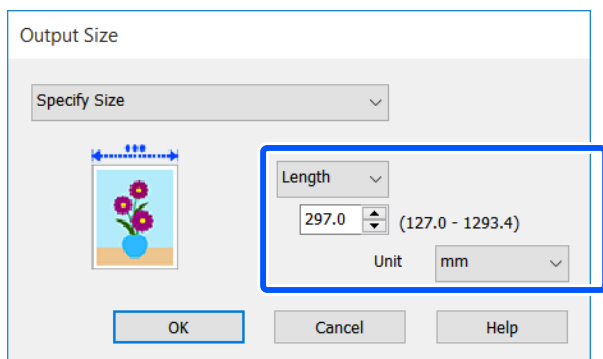 Output Size
Specify Size
Length
297.0 (127.0 - 1293.4)
Unit mm
OK Cancel Help